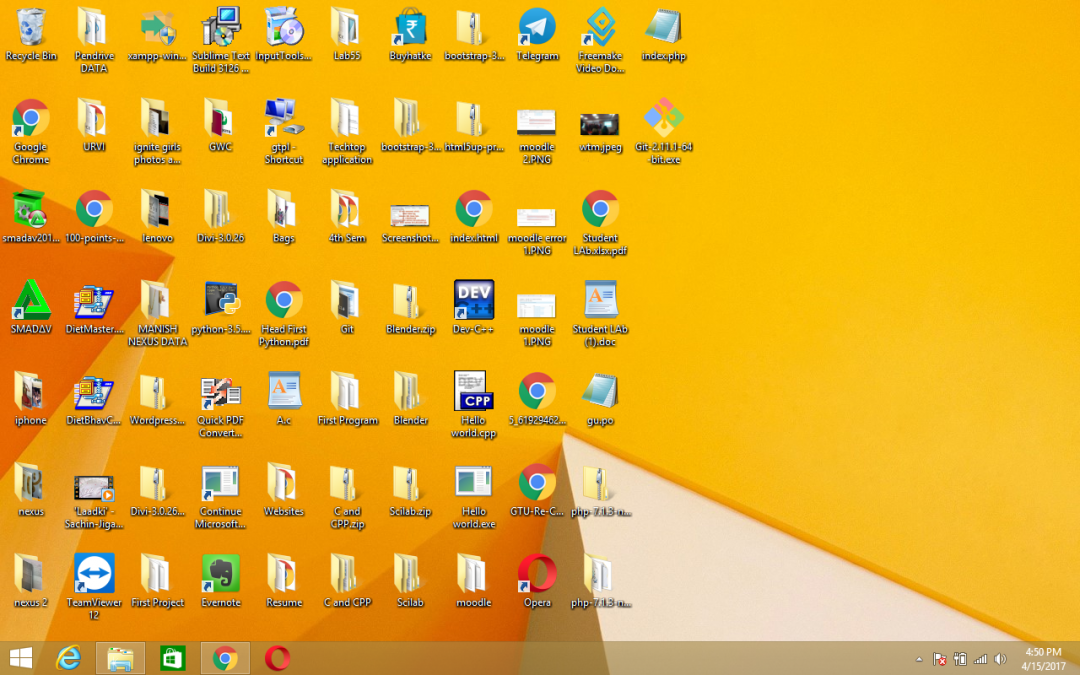 Recycle Bin
Pendrive
DATA
xampp-win...
Sublime Text
Build 3126 ...
InputTools...
Lab55
Buyhatke
bootstrap-3...
Telegram
Freemake
Video Do...
index.php
Google
Chrome
URVI
ignite girls
photos a...
GWC
gtpl -
Shortcut
Techtop
application
bootstrap-3...
html5up-pr...
moodle
2.PNG
wtm.jpeg
Git-2.11.1-64
-bit.exe
smadav201...
100-points-...
lenovo
Divi-3.0.26
Bags
4th Sem
Screenshot...
index.html
moodle error
1.PNG
Student
LAb.xlsx.pdf
SMADΔV
DietMaster....
MANISH
NEXUS DATA
python-3.5....
Head First
Python.pdf
Git
Blender.zip
DEV
C++
Dev-C++
moodle
1.PNG
Student LAb
(1).doc
iphone
DietBhavC...
Wordpress...
Quick PDF
Convert...
A.c
First Program
Blender
DEV
CPP
Hello
world.cpp
5_61929462...
gu.po
nexus
'Laadki' -
Sachin-Jiga...
Divi-3.0.26...
Continue
Microsoft...
Websites
C and
CPP.zip
Scilab.zip
Hello
world.exe
GTU-Re-C...
php-7.1.3-n...
nexus 2
TeamViewer
12
First Project
Evernote
Resume
C and CPP
Scilab
moodle
Opera
php-7.1.3-n...
4:50 PM
4/15/2017